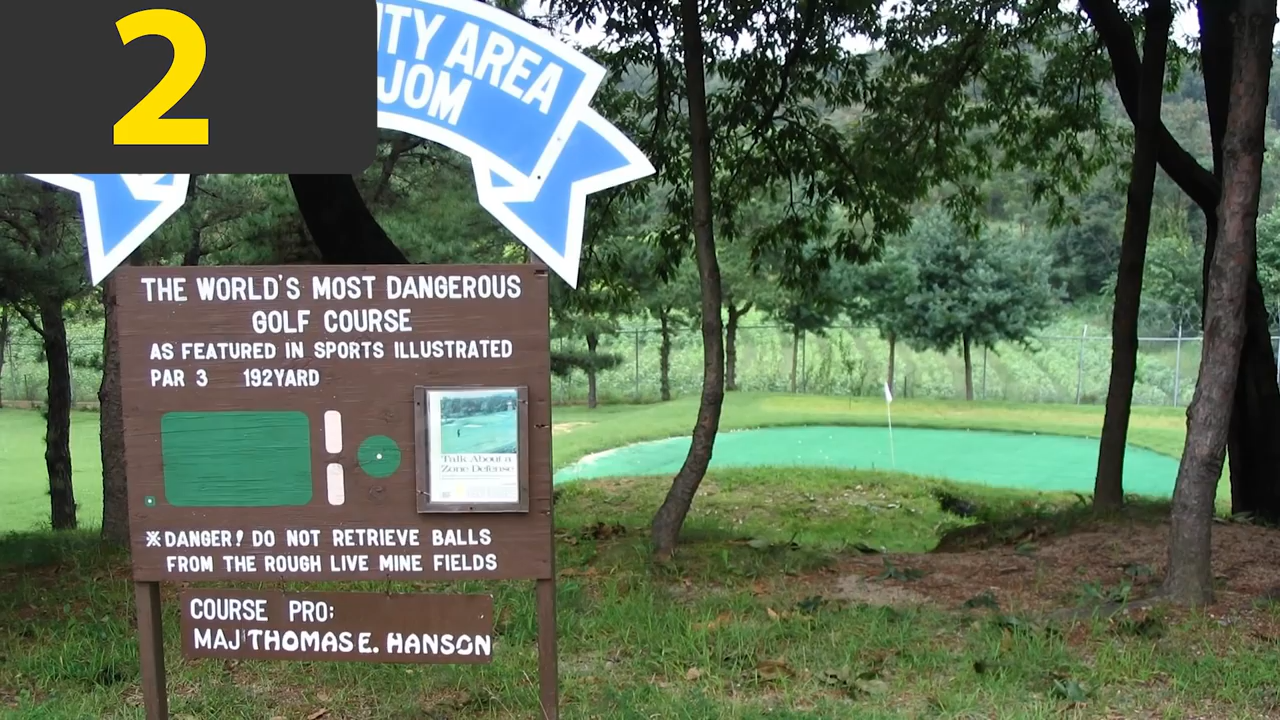 2
ITY AREA
JOM
THE WORLD'S MOST DANGEROUS
GOLF COURSE
AS FEATURED IN SPORTS ILLUSTRATED
PAR 3 192YARD
Talk About a
Zone Defense
※DANGER! DO NOT RETRIEVE BALLS
FROM THE ROUGH LIVE MINE FIELDS
COURSE PRO;
MAJ THOMAS E. HANSON